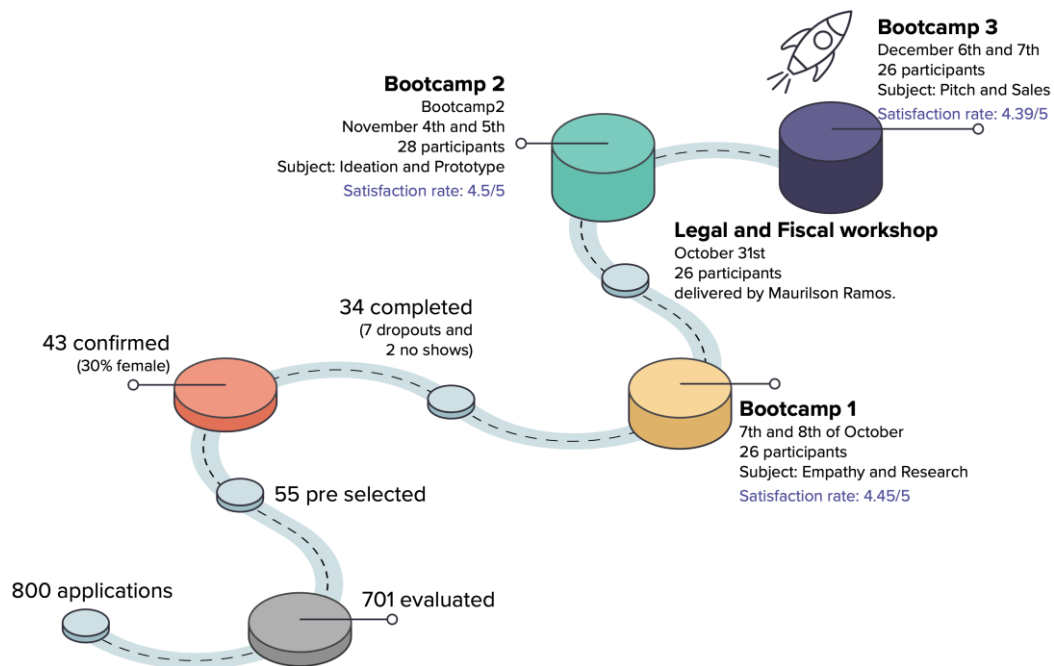 800 applications
701 evaluated
55 pre selected
43 confirmed
(30% female)
34 completed
(7 dropouts and
2 no shows)
Bootcamp 1
7th and 8th of October
26 participants
Subject: Empathy and Research
Satisfaction rate: 4.45/5
Legal and Fiscal workshop
October 31st
26 participants
delivered by Maurilson Ramos.
Bootcamp 2
Bootcamp2
November 4th and 5th
28 participants
Subject: Ideation and Prototype
Satisfaction rate: 4.5/5
Bootcamp 3
December 6th and 7th
26 participants
Subject: Pitch and Sales
Satisfaction rate: 4.39/5